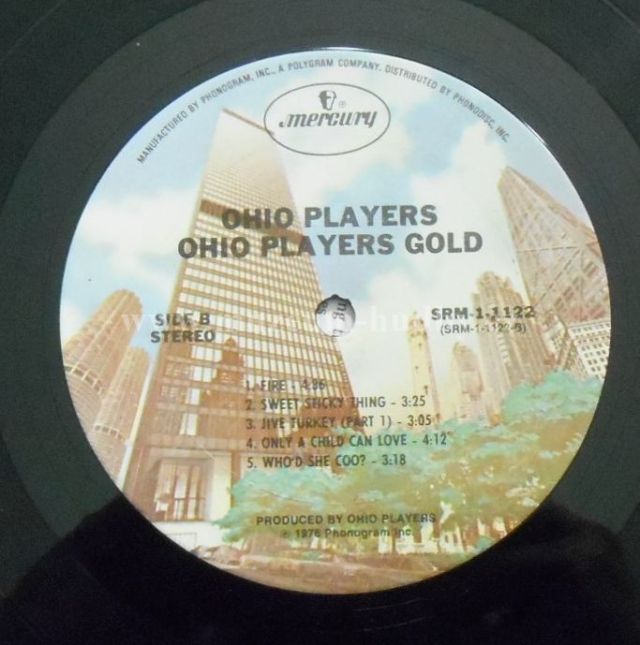 MANUFACTURED BY PHONOGRAM, INC., A POLYGRAM COMPANY. DISTRIBUTED BY PHONODISC, INC.
mercury
OHIO PLAYERS
OHIO PLAYERS GOLD
SIDE B
STEREO
SRM-1-1122
(SRM-1-1122-B)
1. FIRE - 4:36
2. SWEET STICKY THING - 3:25
3. JIVE TURKEY (PART 1) - 3:05
4. ONLY A CHILD CAN LOVE - 4:12
5. WHO'D SHE COO? - 3:18
PRODUCED BY OHIO PLAYERS
℗ 1976 Phonogram Inc.